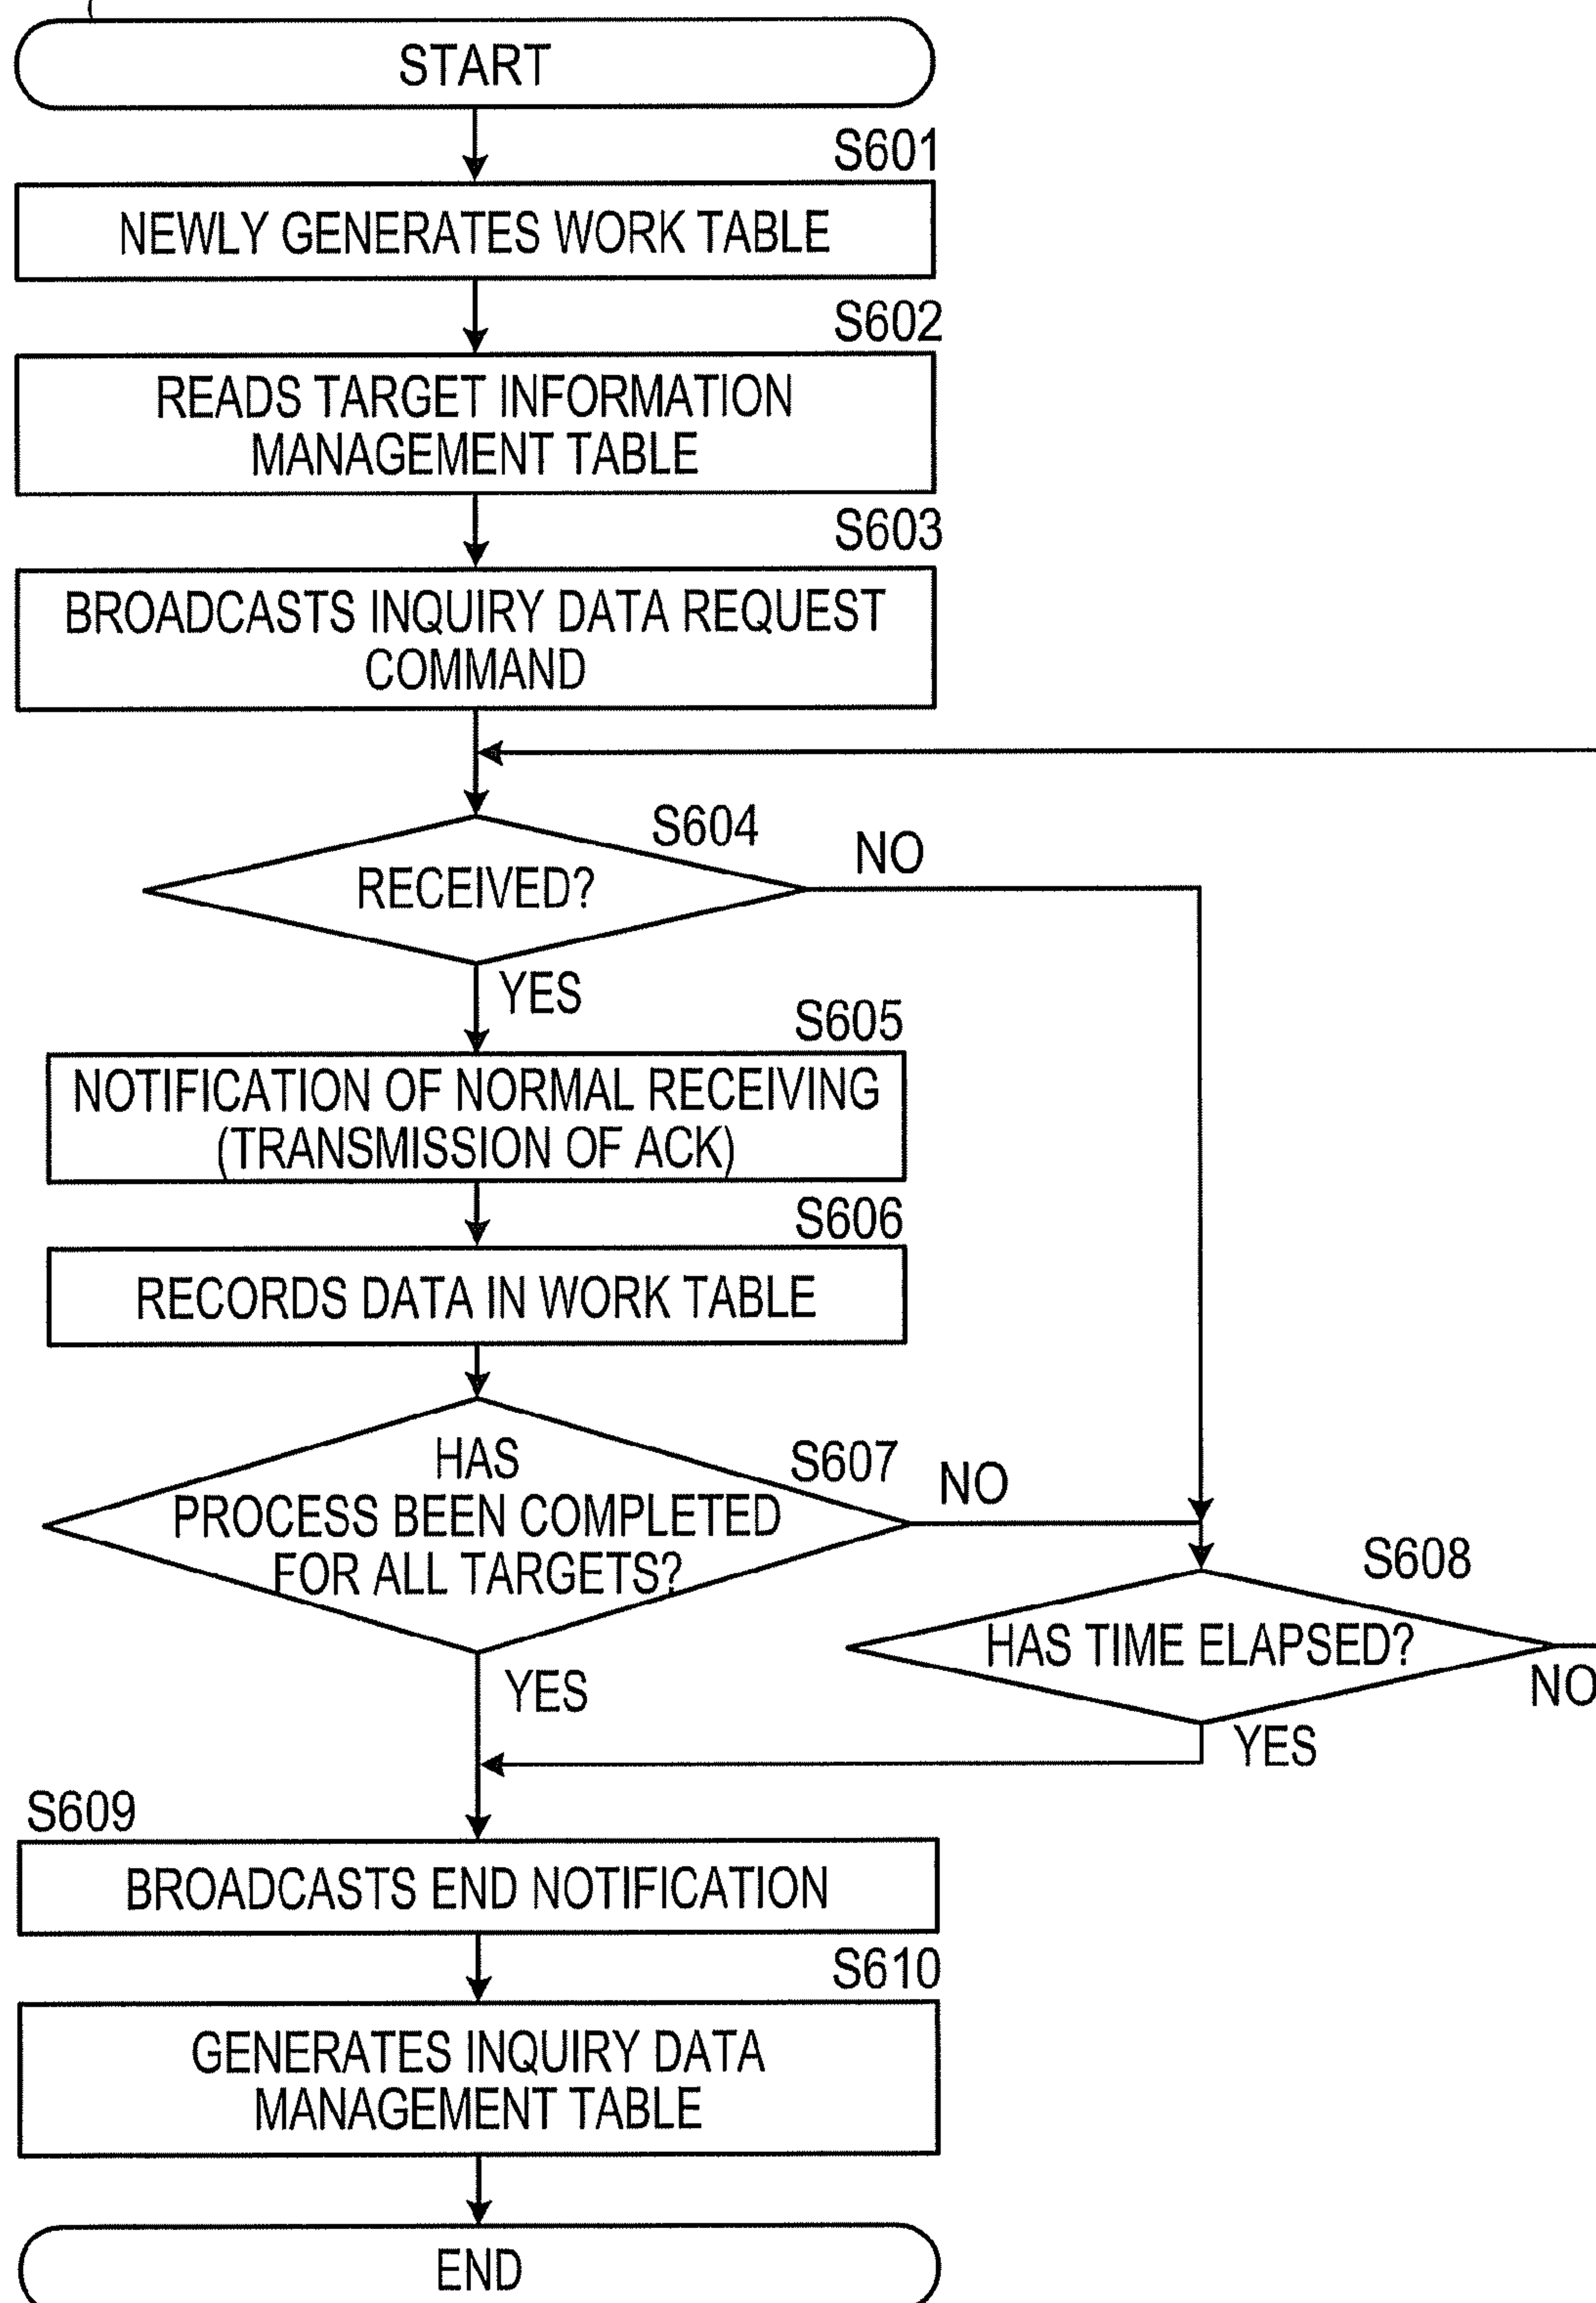 START
S601
NEWLY GENERATES WORK TABLE
S602
READS TARGET INFORMATION
MANAGEMENT TABLE
S603
BROADCASTS INQUIRY DATA REQUEST
COMMAND
S604
NO
RECEIVED?
YES
S605
NOTIFICATION OF NORMAL RECEIVING
(TRANSMISSION OF ACK)
S606
RECORDS DATA IN WORK TABLE
HAS
PROCESS BEEN COMPLETED
FOR ALL TARGETS?
S607
NO
S608
HAS TIME ELAPSED?
NO
YES
YES
S609
BROADCASTS END NOTIFICATION
S610
GENERATES INQUIRY DATA
MANAGEMENT TABLE
END